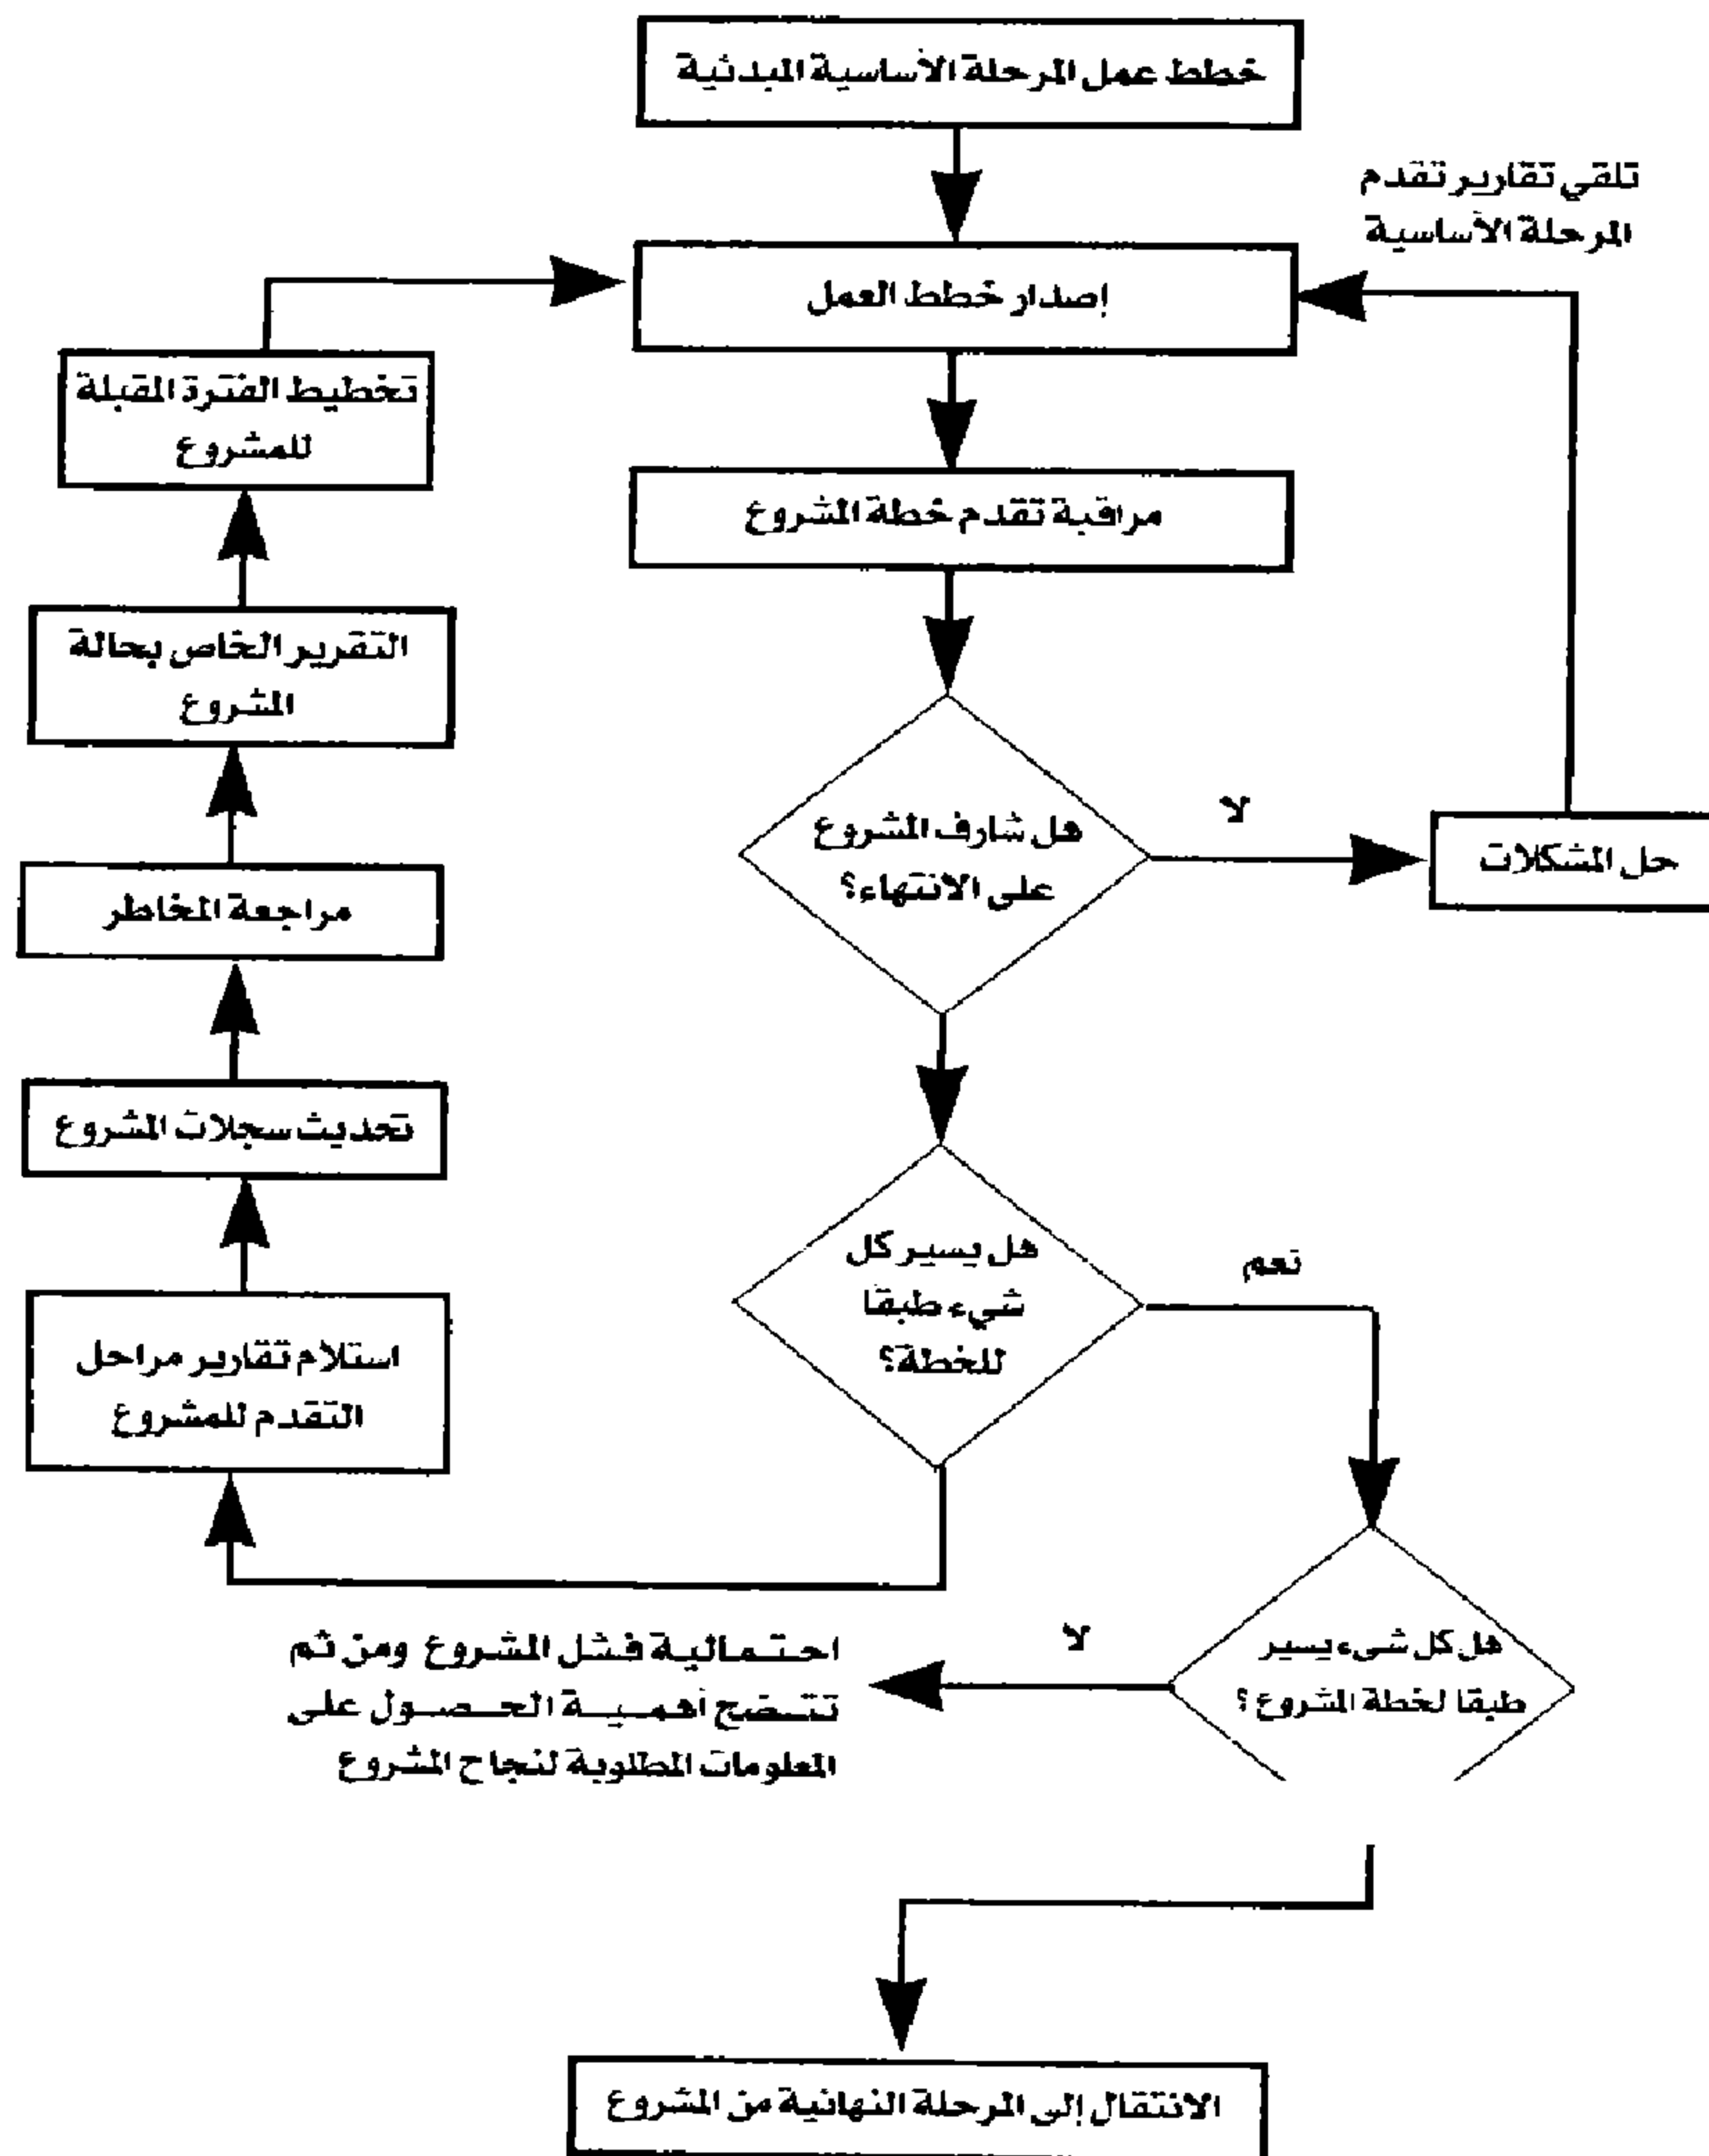 خطط عمل المرحلة الأساسية المبدئية
تلقي تقارير تقدم
المرحلة الأساسية
إصدار خطط العمل
تخطيط الفترة المقبلة
للمشروع
مراقبة تقدم خطة المشروع
التقرير الخاص بحالة
المشروع
هل شارف المشروع
على الانتهاء؟
لا
حل المشكلات
مراجعة المخاطر
تحديث سجلات المشروع
هل يسير كل
شيء طبقا
للخطة؟
نعم
استلام تقارير مراحل
التقدم للمشروع
هل كل شىء يسير
طبقا لخطة المشروع؟
لا
احتمالية فشل المشروع ومن ثم
تتضح أهمية الحصول على
المعلومات المطلوبة لنجاح المشروع
الانتقال إلى المرحلة النهائية من المشروع